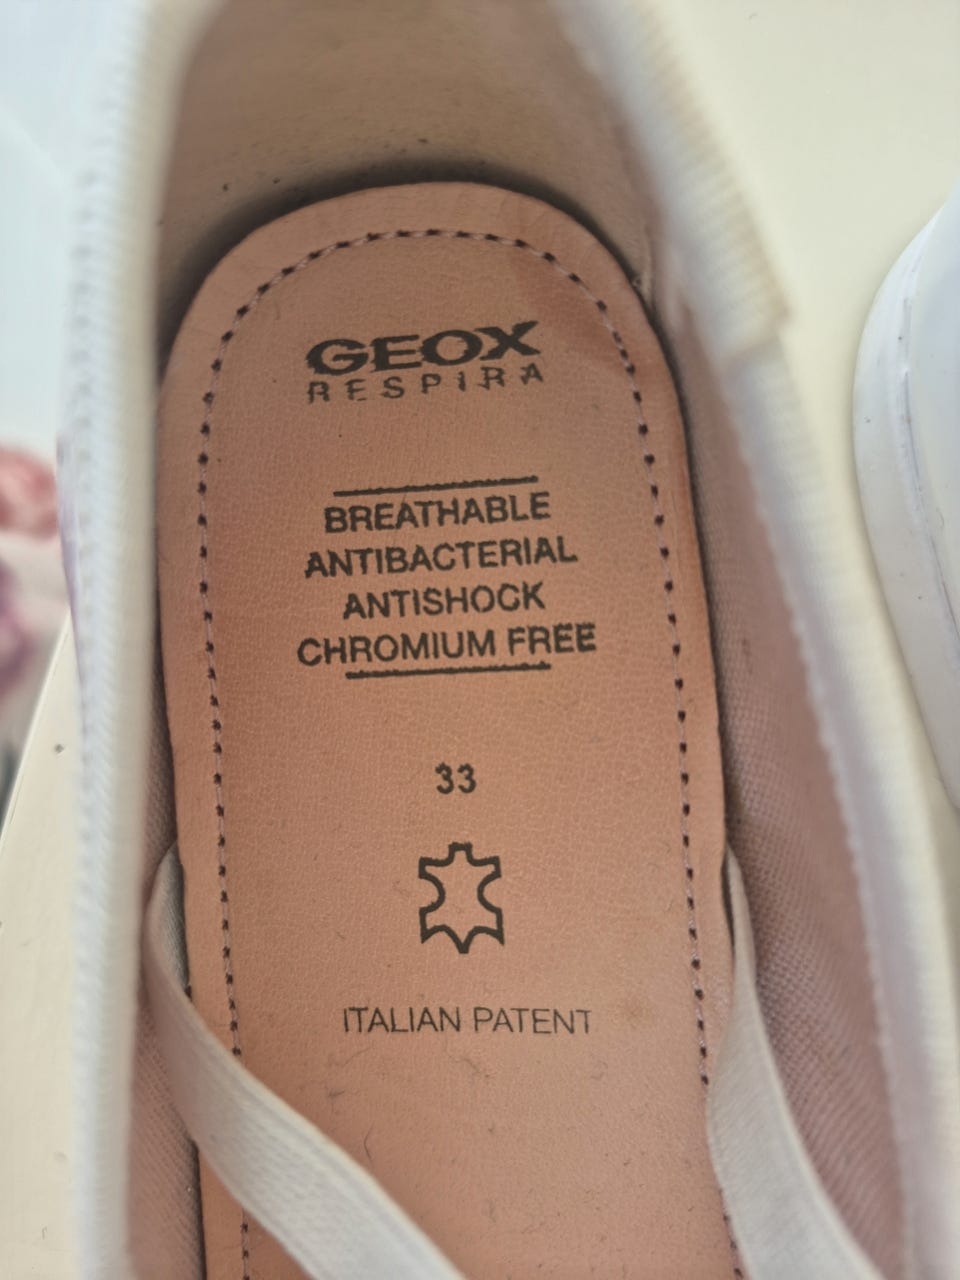 GEOX
RESPIRA
BREATHABLE
ANTIBACTERIAL
ANTISHOCK
CHROMIUM FREE
33
ITALIAN PATENT